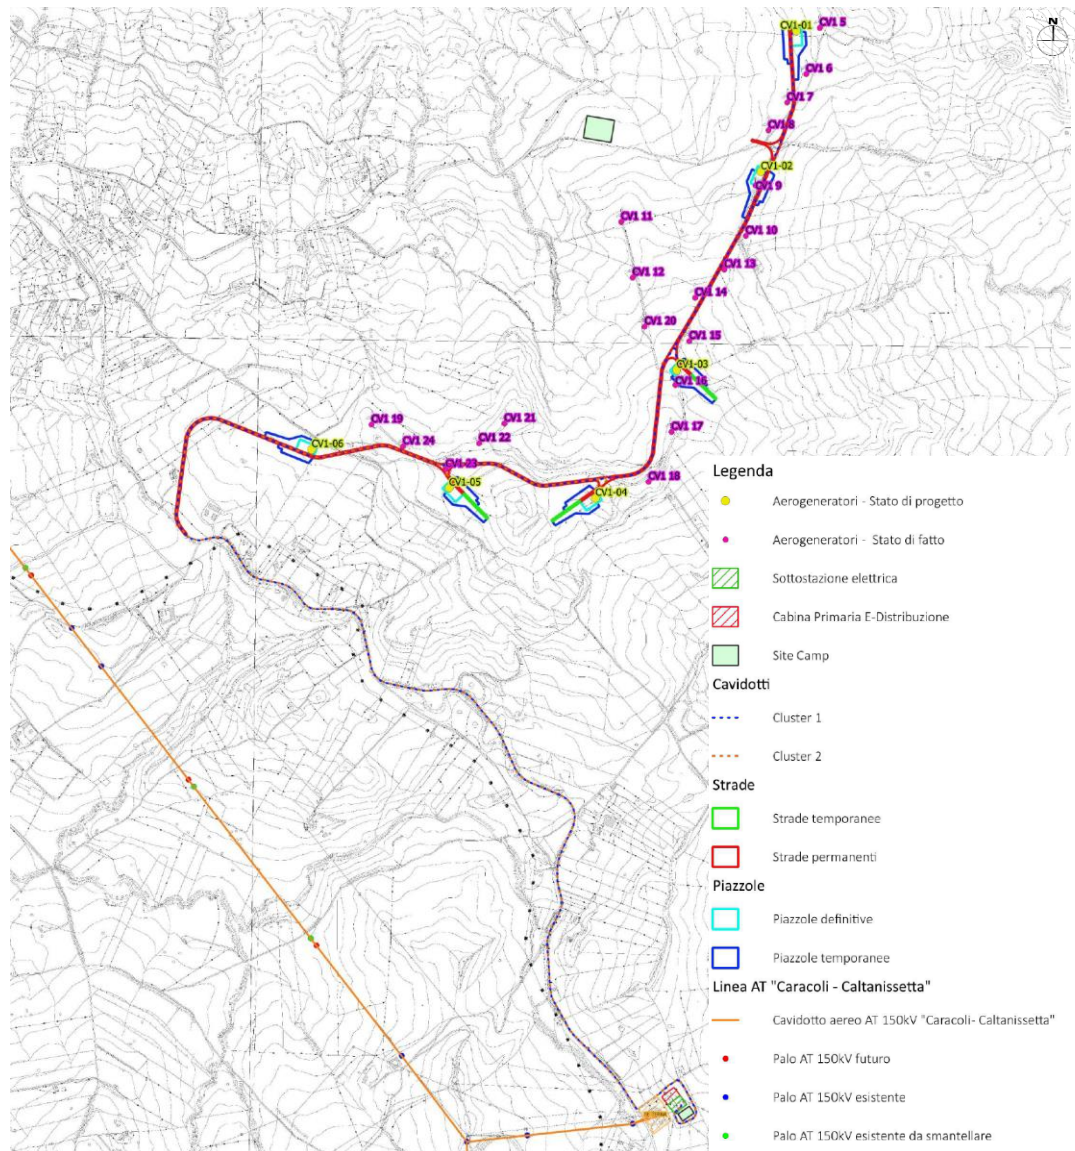 N
CV1-01
CV1 5
CV1 6
CV1 7
CV1 8
CV1-02
CV1 9
CV1 11
CV1 10
CV1 13
CV1 12
CV1 14
CV1 20
CV1 15
CV1-03
CV1 16
CV1 19
CV1 21
CV1 17
CV1-06
CV1 24
CV1 22
CV1 23
CV1-05
CV1 18
CV1-04
Legenda
Aerogeneratori - Stato di progetto
Aerogeneratori - Stato di fatto
Sottostazione elettrica
Cabina Primaria E-Distribuzione
Site Camp
Cavidotti
Cluster 1
Cluster 2
Strade
Strade temporanee
Strade permanenti
Piazzole
Piazzole definitive
Piazzole temporanee
Linea AT "Caracoli - Caltanissetta"
Cavidotto aereo AT 150kV "Caracoli- Caltanissetta"
Palo AT 150kV futuro
Palo AT 150kV esistente
Palo AT 150kV esistente da smantellare